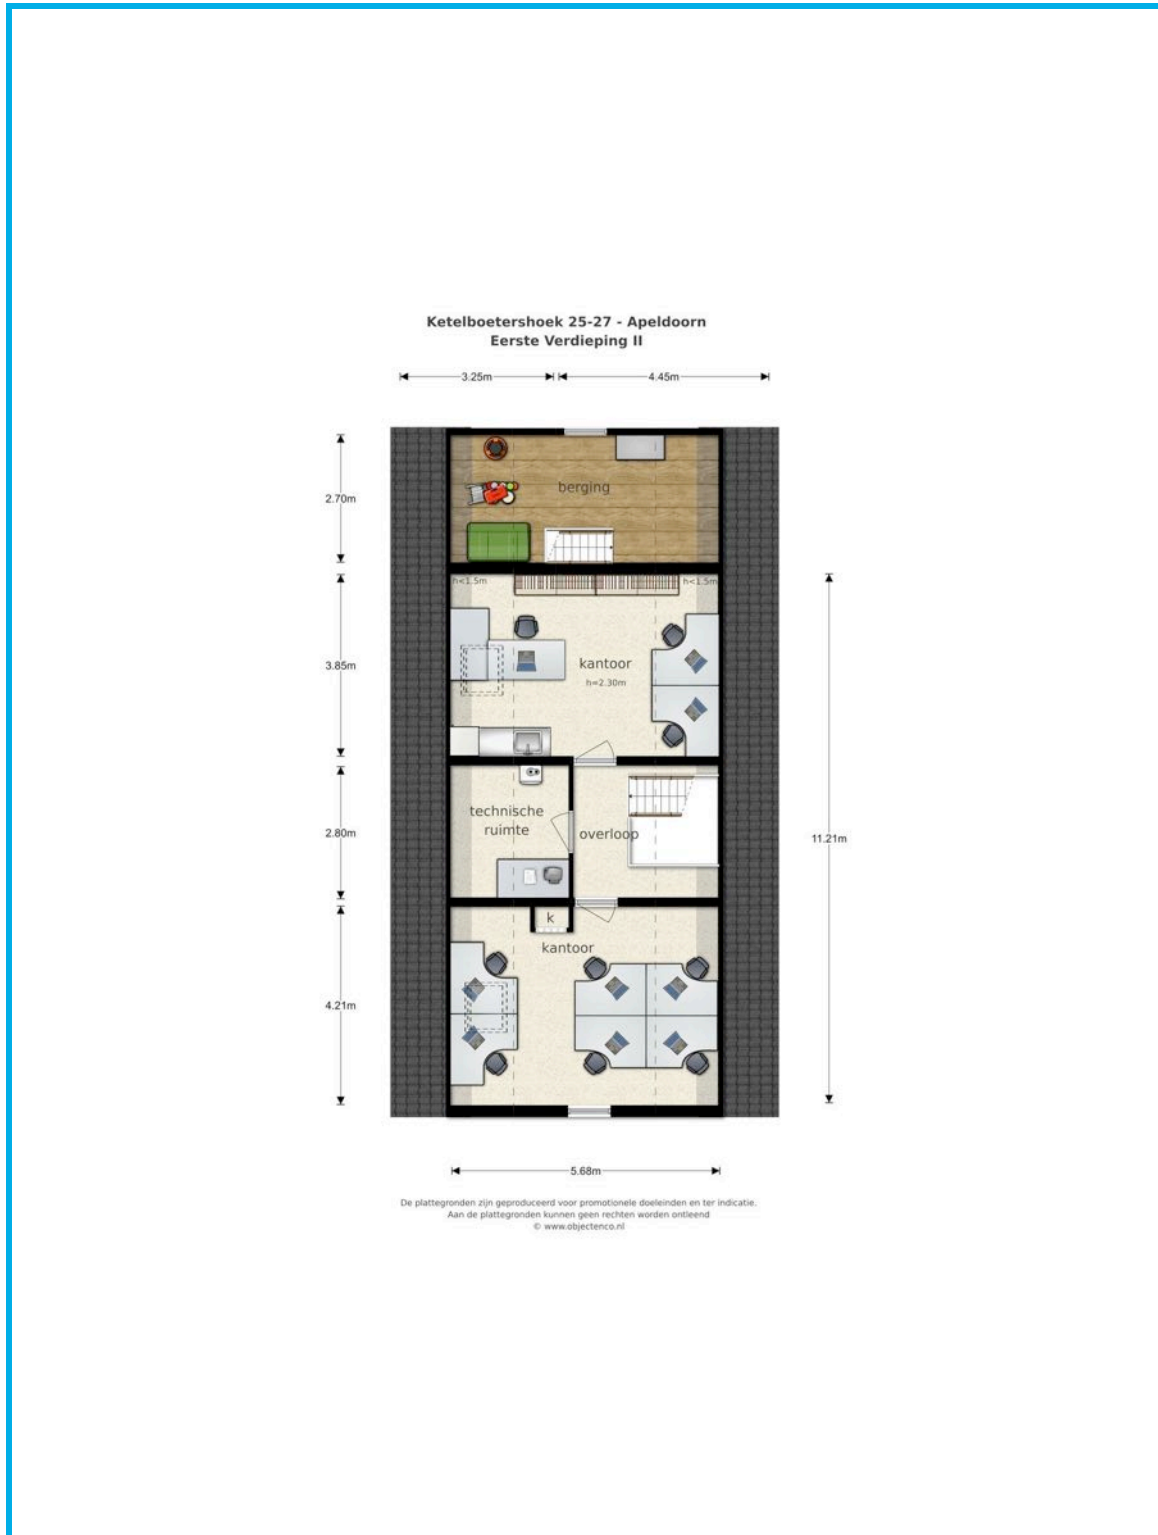 Ketelboetershoek 25-27 - Apeldoorn
Eerste Verdieping II
3.25m
4.45m
2.70m
berging
h<1.5m
h<1.5m
3.85m
kantoor
h=2.30m
technische
ruimte
2.80m
overloop
11.21m
k
kantoor
4.21m
5.68m
De plattegronden zijn geproduceerd voor promotionele doeleinden en ter indicatie.
Aan de plattegronden kunnen geen rechten worden ontleend
© www.objectenco.nl